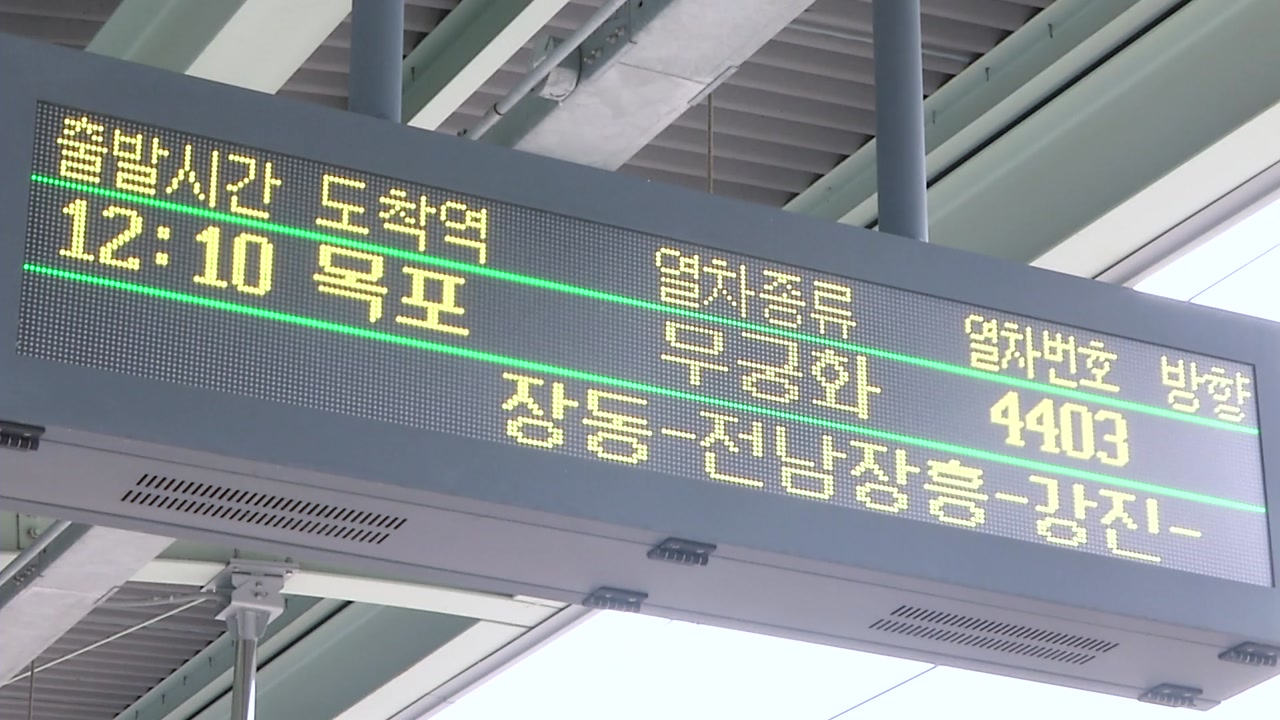 출발시간 도착역 열차종류 열차번호 방향
12:10 목포 무궁화 4403
장동-전남장흥-강진-